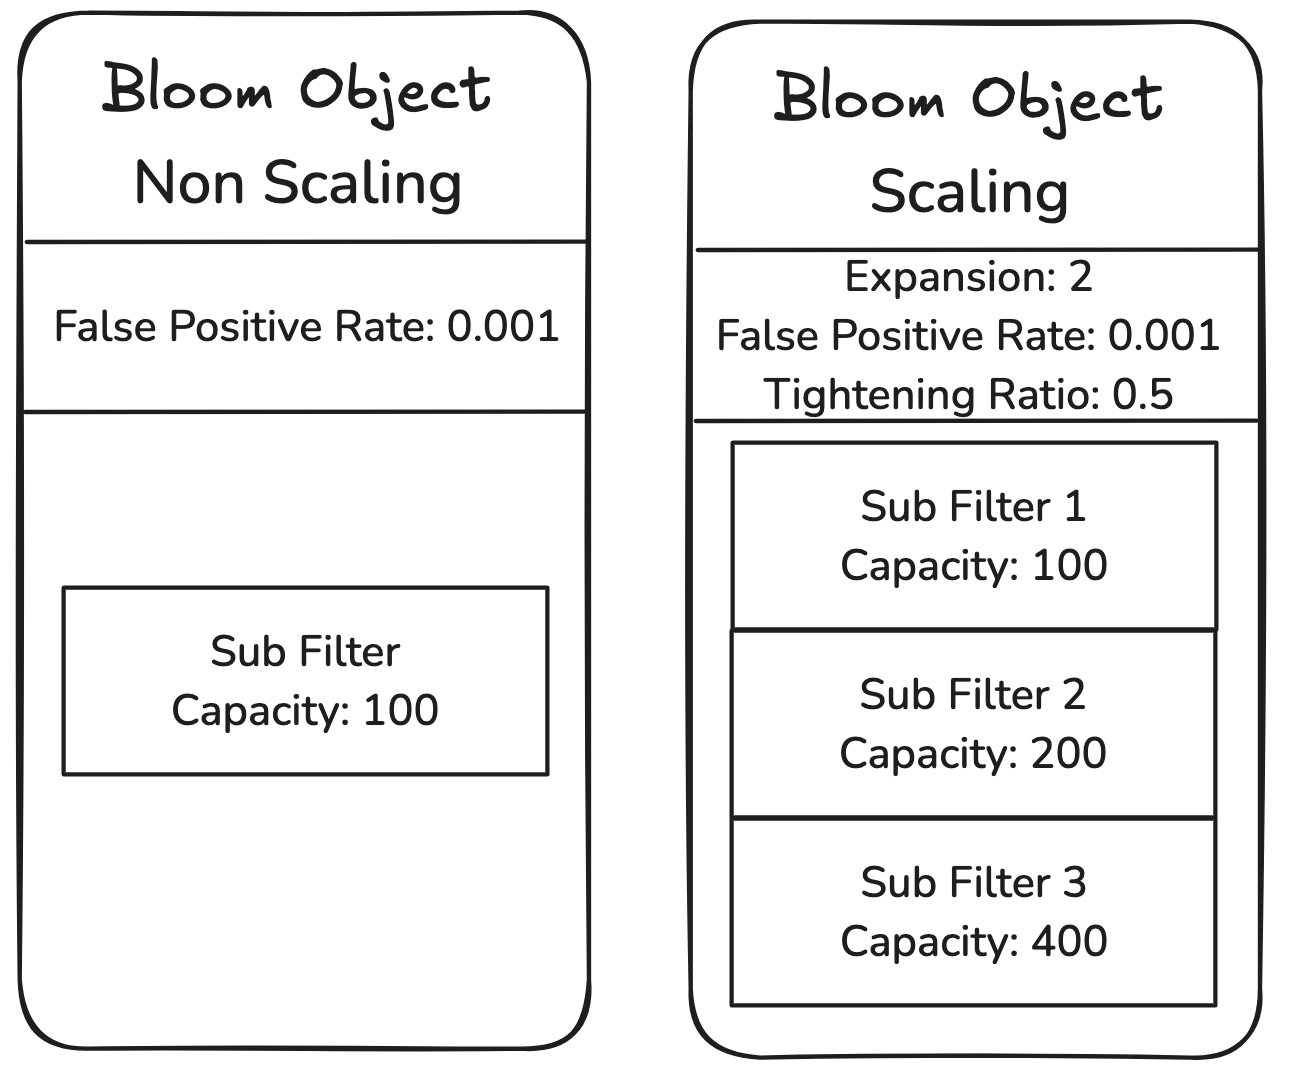 Bloom Object
Non Scaling
False Positive Rate: 0.001
Sub Filter
Capacity: 100
Bloom Object
Scaling
Expansion: 2
False Positive Rate: 0.001
Tightening Ratio: 0.5
Sub Filter 1
Capacity: 100
Sub Filter 2
Capacity: 200
Sub Filter 3
Capacity: 400